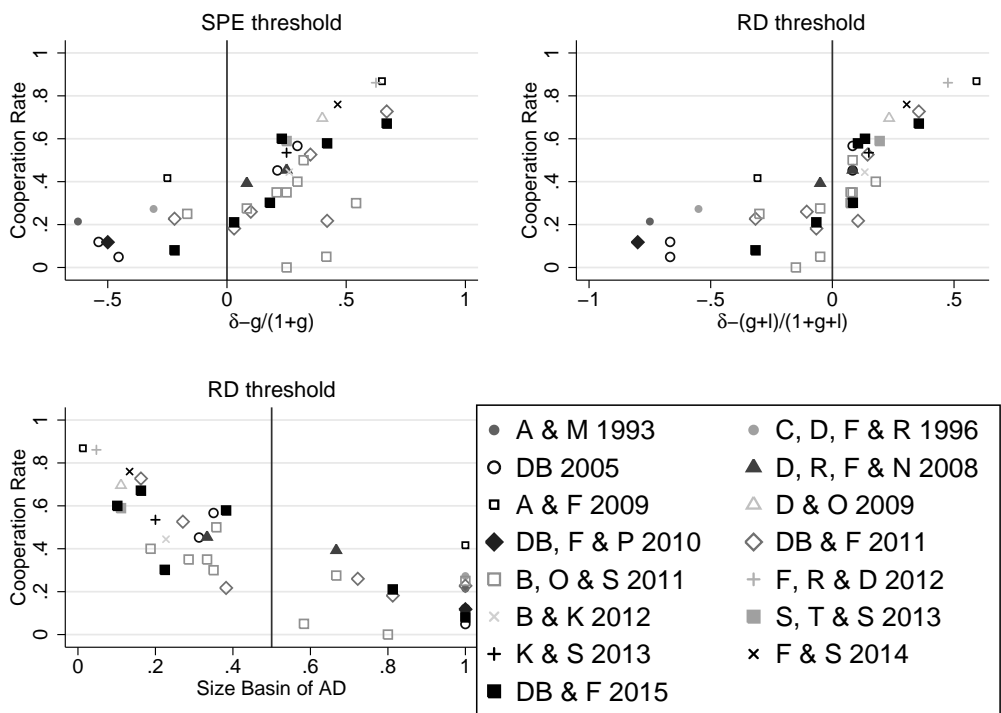 SPE threshold
Cooperation Rate
0 .2 .4 .6 .8 1
-.5 0 .5 1
δ−g/(1+g)
RD threshold
Cooperation Rate
0 .2 .4 .6 .8 1
-1 -.5 0 .5
δ−(g+l)/(1+g+l)
RD threshold
Cooperation Rate
0 .2 .4 .6 .8 1
0 .2 .4 .6 .8 1
Size Basin of AD
A & M 1993 C, D, F & R 1996
DB 2005 D, R, F & N 2008
A & F 2009 D & O 2009
DB, F & P 2010 DB & F 2011
B, O & S 2011 F, R & D 2012
B & K 2012 S, T & S 2013
K & S 2013 F & S 2014
DB & F 2015